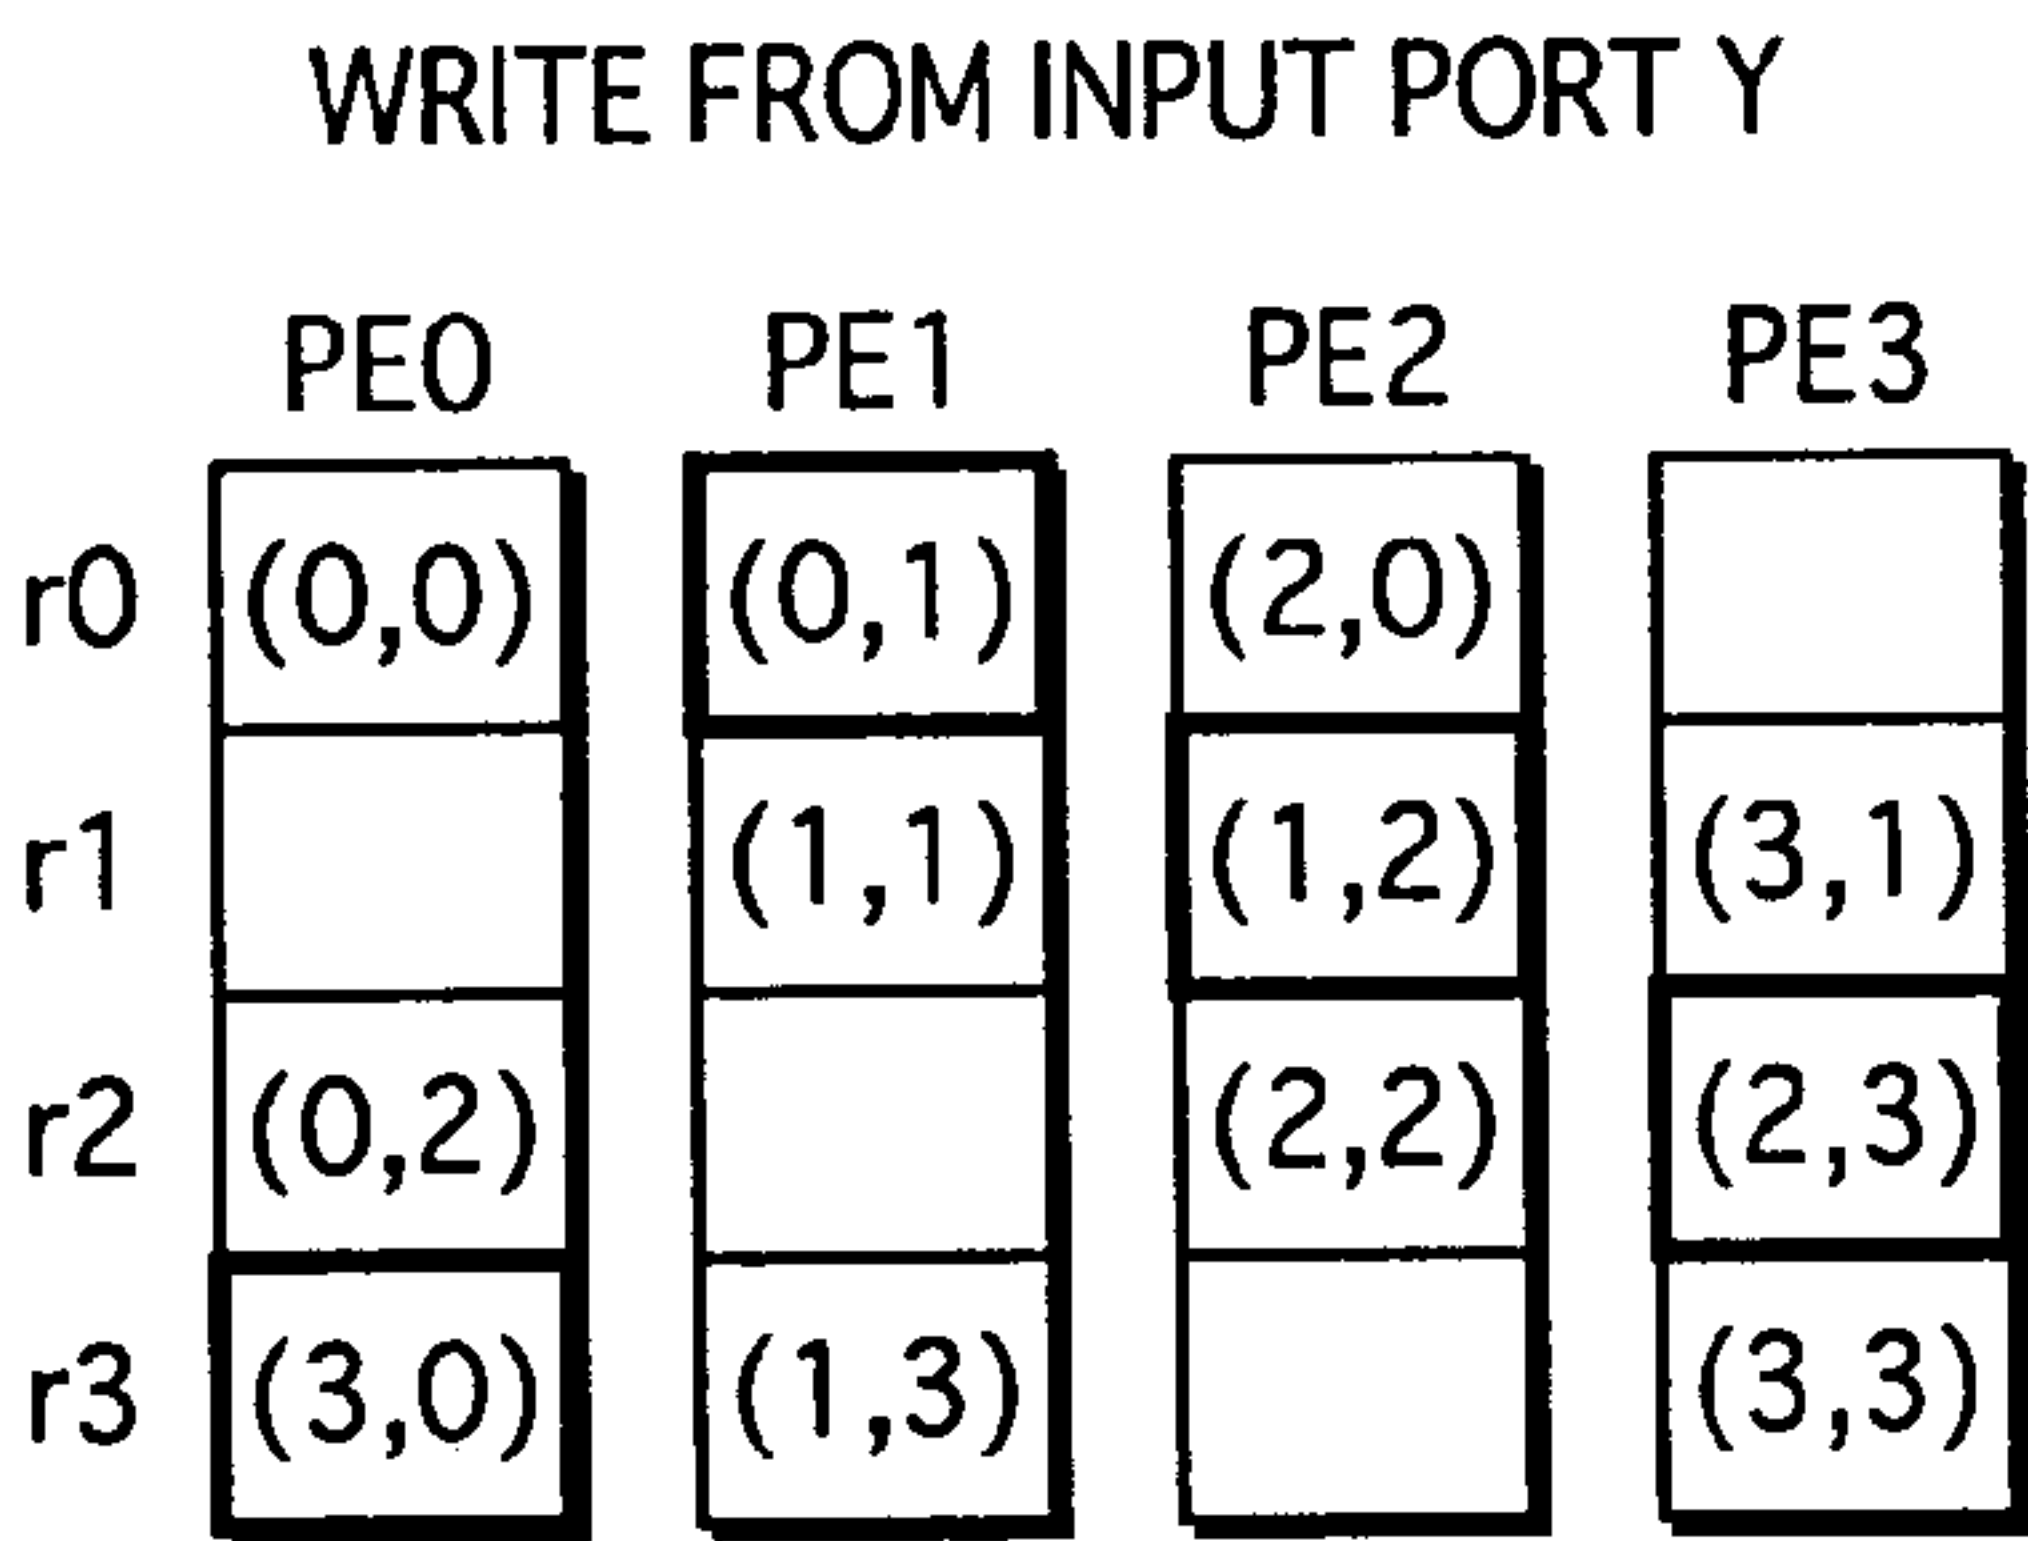 WRITE FROM INPUT PORT Y
PE0 PE1 PE2 PE3
r0 (0,0) (0,1) (2,0)
r1 (1,1) (1,2) (3,1)
r2 (0,2) (2,2) (2,3)
r3 (3,0) (1,3) (3,3)